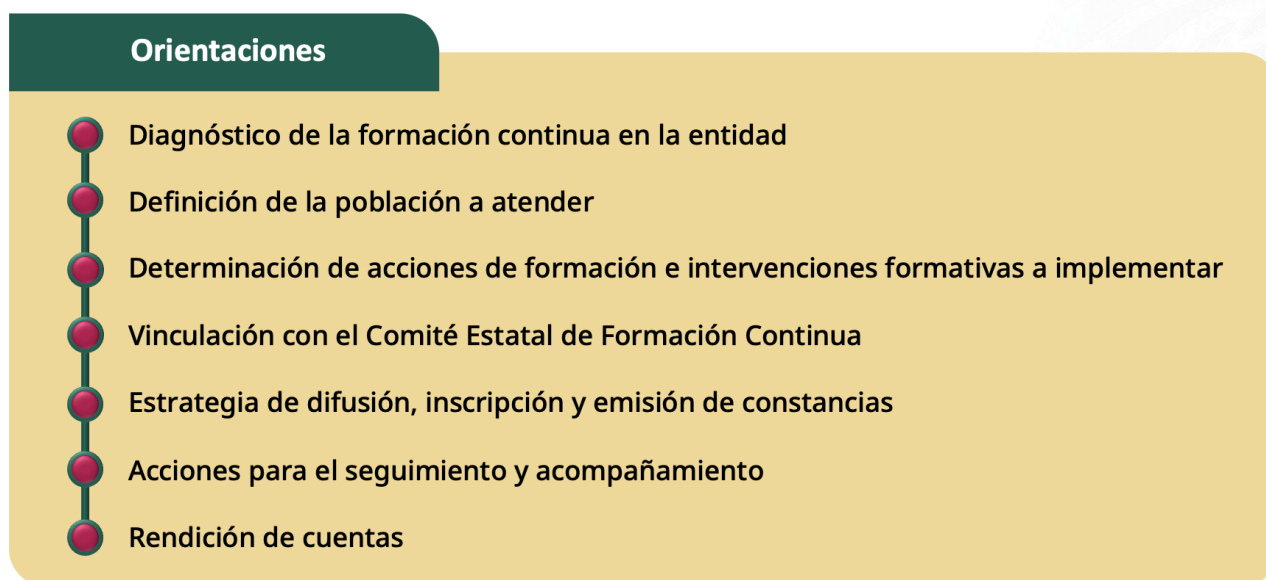 Orientaciones
Diagnóstico de la formación continua en la entidad
Definición de la población a atender
Determinación de acciones de formación e intervenciones formativas a implementar
Vinculación con el Comité Estatal de Formación Continua
Estrategia de difusión, inscripción y emisión de constancias
Acciones para el seguimiento y acompañamiento
Rendición de cuentas